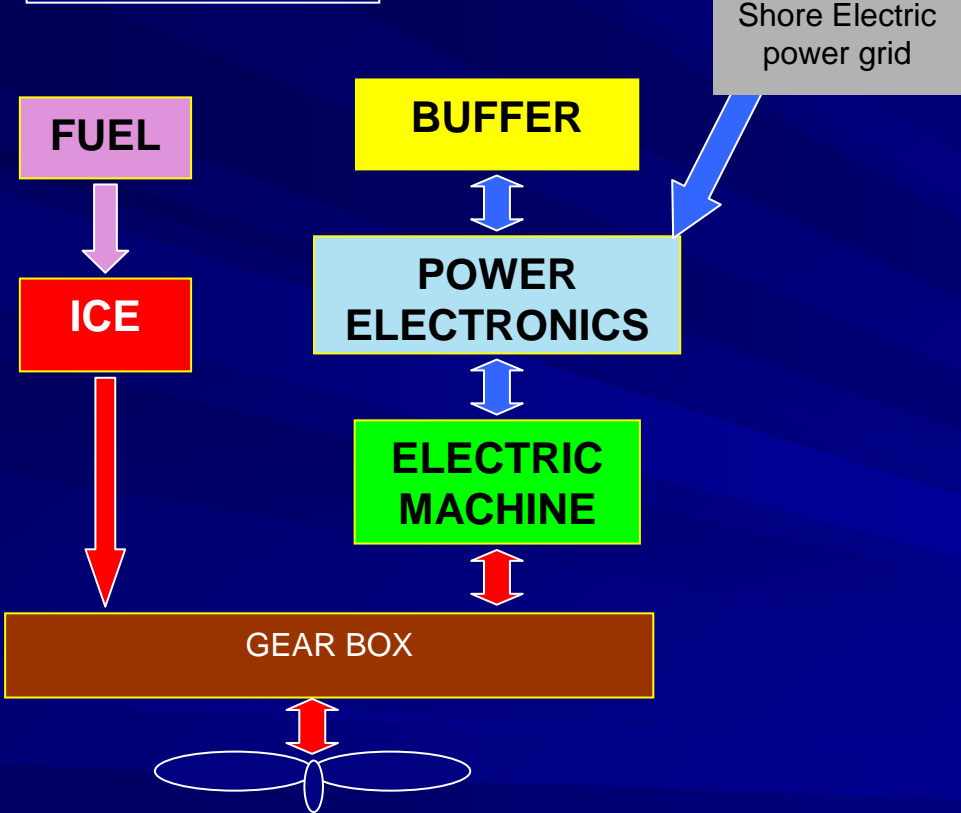 Shore Electric
power grid
BUFFER
FUEL
POWER
ELECTRONICS
ICE
ELECTRIC
MACHINE
GEAR BOX